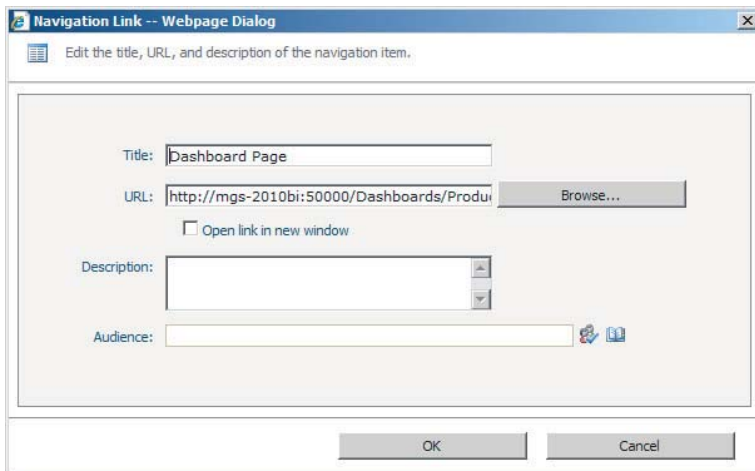 Navigation Link -- Webpage Dialog
Edit the title, URL, and description of the navigation item.
Title: Dashboard Page
URL: http://mgs-2010bi:50000/Dashboards/Produ Browse...
Open link in new window
Description:
Audience:
OK Cancel